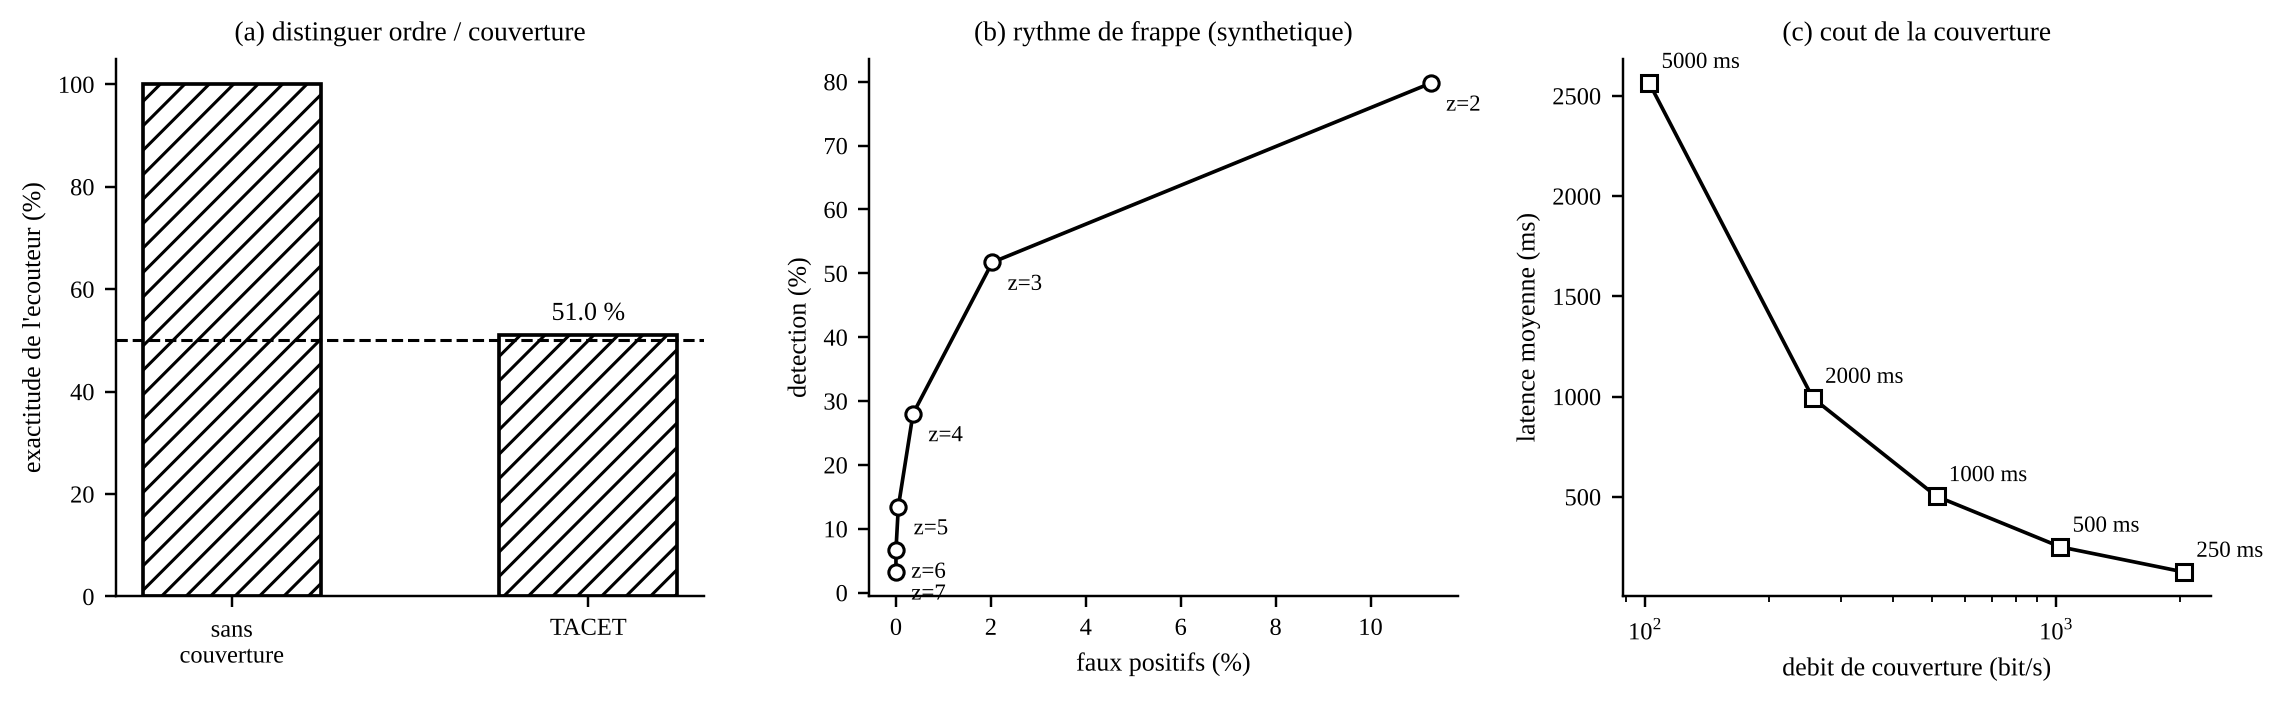 (a) distinguer ordre / couverture
exactitude de l'ecouteur (%)
100
80
60
40
20
0
51.0 %
sans
couverture
TACET
(b) rythme de frappe (synthetique)
detection (%)
80
70
60
50
40
30
20
10
0
z=2
z=3
z=4
z=5
z=6
z=7
0 2 4 6 8 10
faux positifs (%)
(c) cout de la couverture
latence moyenne (ms)
2500
2000
1500
1000
500
5000 ms
2000 ms
1000 ms
500 ms
250 ms
10² 10³
debit de couverture (bit/s)